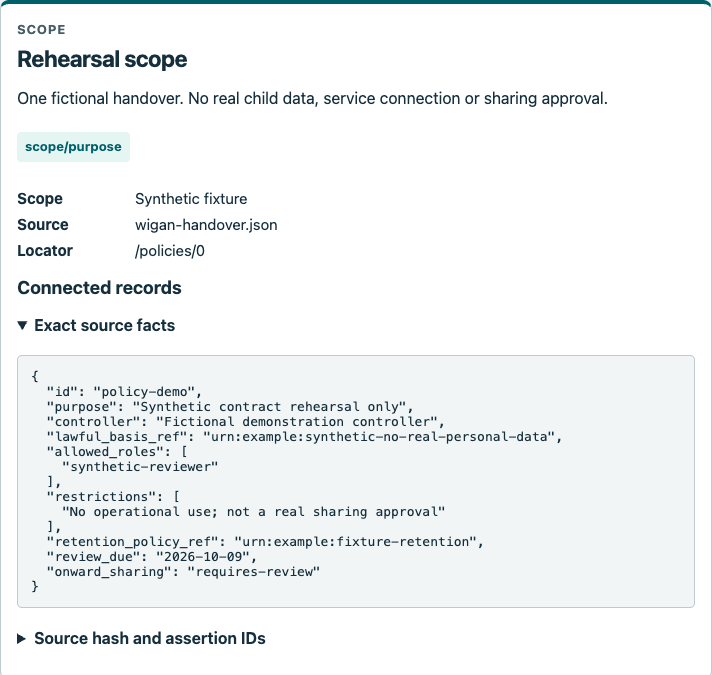 SCOPE
Rehearsal scope
One fictional handover. No real child data, service connection or sharing approval.
scope/purpose
Scope Synthetic fixture
Source wigan-handover.json
Locator /policies/0
Connected records
▼ Exact source facts
{
  "id": "policy-demo",
  "purpose": "Synthetic contract rehearsal only",
  "controller": "Fictional demonstration controller",
  "lawful_basis_ref": "urn:example:synthetic-no-real-personal-data",
  "allowed_roles": [
    "synthetic-reviewer"
  ],
  "restrictions": [
    "No operational use; not a real sharing approval"
  ],
  "retention_policy_ref": "urn:example:fixture-retention",
  "review_due": "2026-10-09",
  "onward_sharing": "requires-review"
}
▶ Source hash and assertion IDs